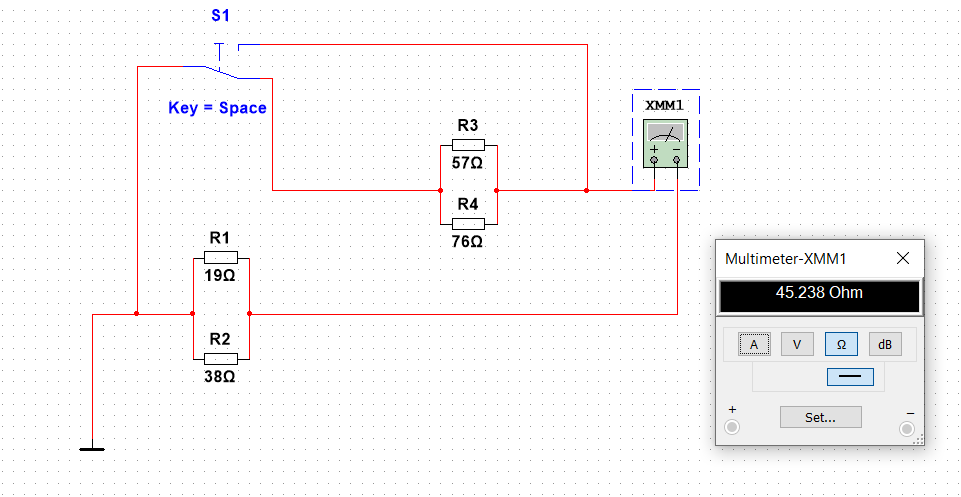 S1
Key = Space
XMM1
+ −
R3
57Ω
R4
76Ω
R1
19Ω
R2
38Ω
Multimeter-XMM1
45.238 Ohm
A V Ω dB
+ −
Set...